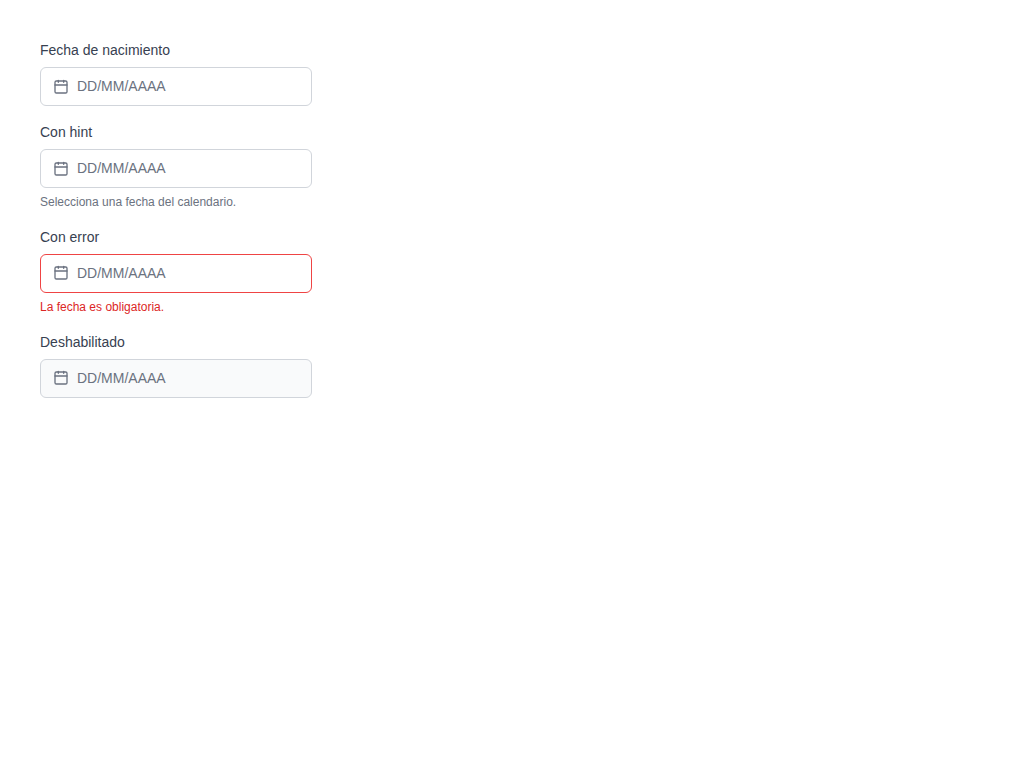 Fecha de nacimiento
DD/MM/AAAA
Con hint
DD/MM/AAAA
Selecciona una fecha del calendario.
Con error
DD/MM/AAAA
La fecha es obligatoria.
Deshabilitado
DD/MM/AAAA